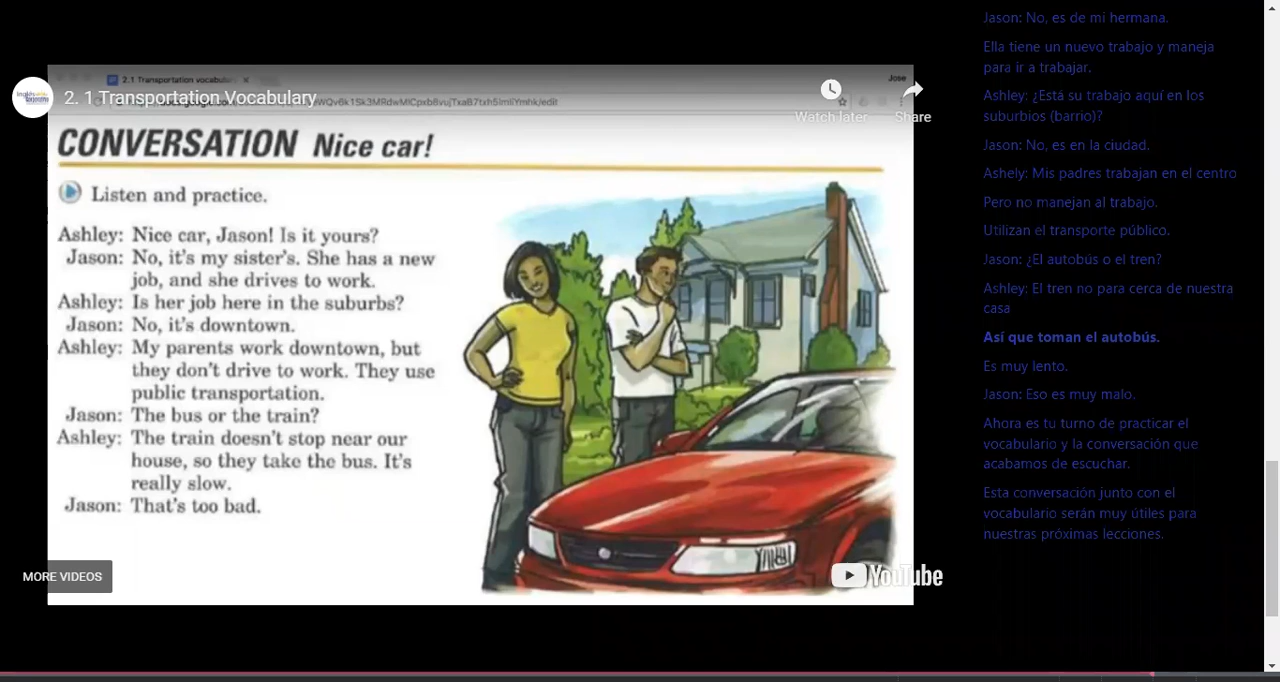 2.1 Transportation vocabular
Jose
2. 1 Transportation Vocabulary
Watch later
Share
CONVERSATION Nice car!
Listen and practice.
Ashley: Nice car, Jason! Is it yours?
Jason: No, it's my sister's. She has a new
job, and she drives to work.
Ashley: Is her job here in the suburbs?
Jason: No, it's downtown.
Ashley: My parents work downtown, but
they don't drive to work. They use
public transportation.
Jason: The bus or the train?
Ashley: The train doesn't stop near our
house, so they take the bus. It's
really slow.
Jason: That's too bad.
MORE VIDEOS
YouTube
Jason: No, es de mi hermana.
Ella tiene un nuevo trabajo y maneja
para ir a trabajar.
Ashley: ¿Está su trabajo aquí en los
suburbios (barrio)?
Jason: No, es en la ciudad.
Ashely: Mis padres trabajan en el centro
Pero no manejan al trabajo.
Utilizan el transporte público.
Jason: ¿El autobús o el tren?
Ashley: El tren no para cerca de nuestra
casa
Así que toman el autobús.
Es muy lento.
Jason: Eso es muy malo.
Ahora es tu turno de practicar el
vocabulario y la conversación que
acabamos de escuchar.
Esta conversación junto con el
vocabulario serán muy útiles para
nuestras próximas lecciones.